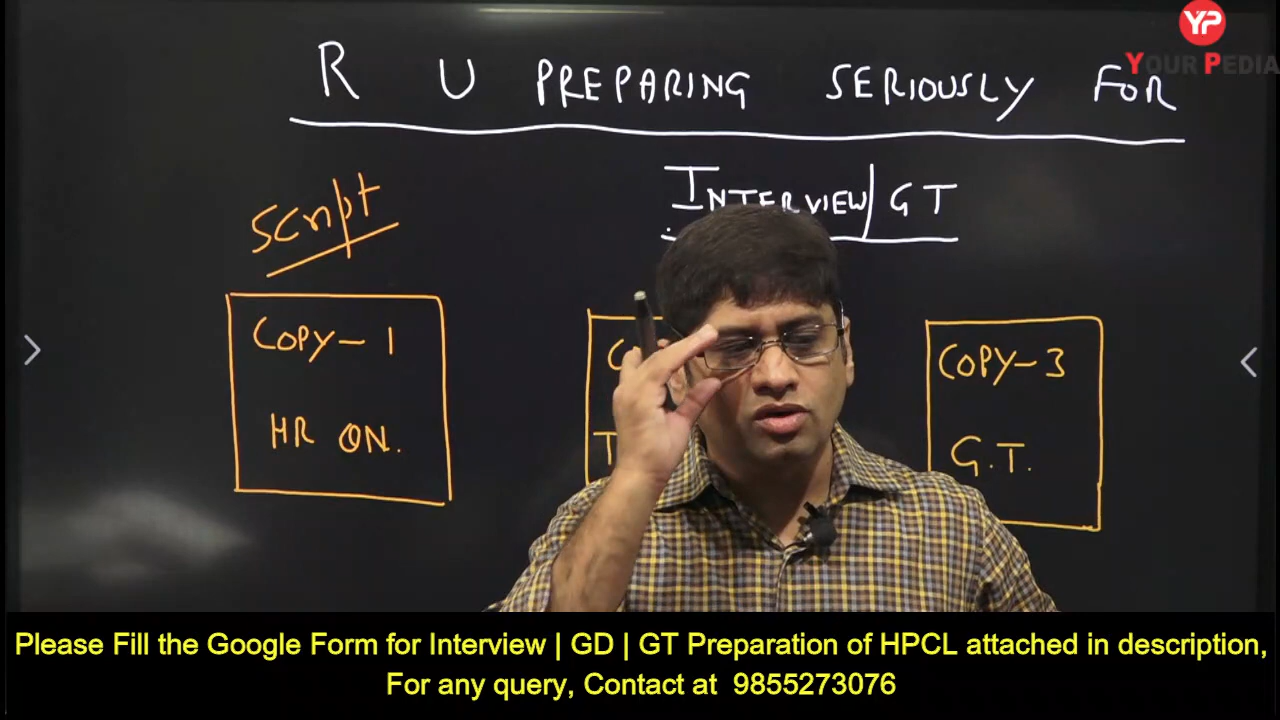 YP
YOUR PEDIA
R U PREPARING SERIOUSLY FOR
INTERVIEW/GT
Script
COPY-1
HR QN.
COPY-3
G.T.
Please Fill the Google Form for Interview | GD | GT Preparation of HPCL attached in description,
For any query, Contact at 9855273076